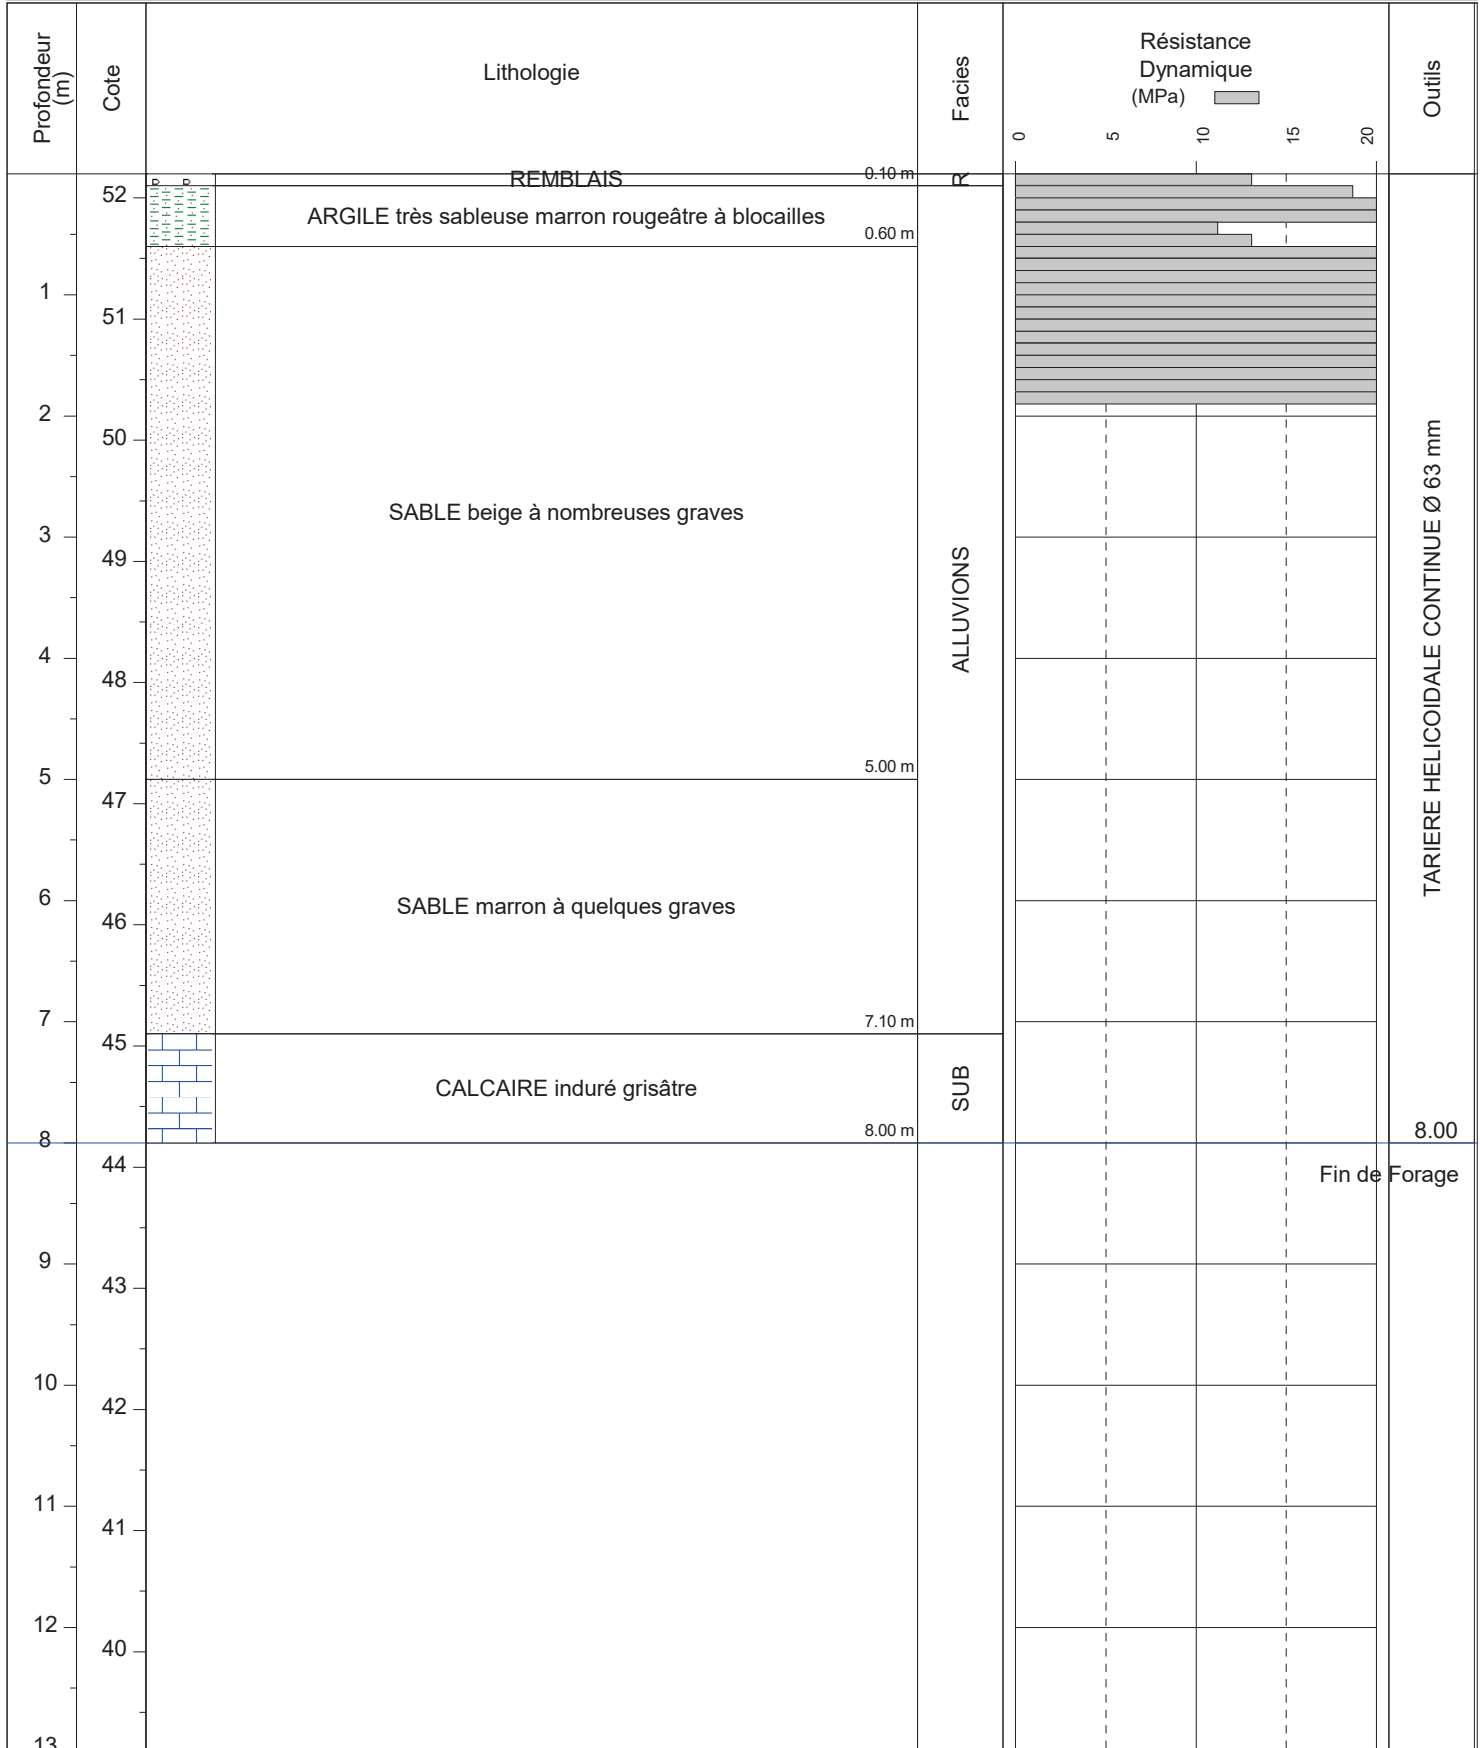 Profondeur
(m)
Cote
Lithologie
Facies
Résistance
Dynamique
(MPa)
0
5
10
15
20
Outils
REMBLAIS
0.10 m
R
52
ARGILE très sableuse marron rougeâtre à blocailles
0.60 m
1
51
2
50
SABLE beige à nombreuses graves
3
49
ALLUVIONS
TARIERE HELICOIDALE CONTINUE Ø 63 mm
4
48
5.00 m
5
47
6
SABLE marron à quelques graves
46
7
7.10 m
45
CALCAIRE induré grisâtre
SUB
8.00 m
8
8.00
44
Fin de Forage
9
43
10
42
11
41
12
40
13